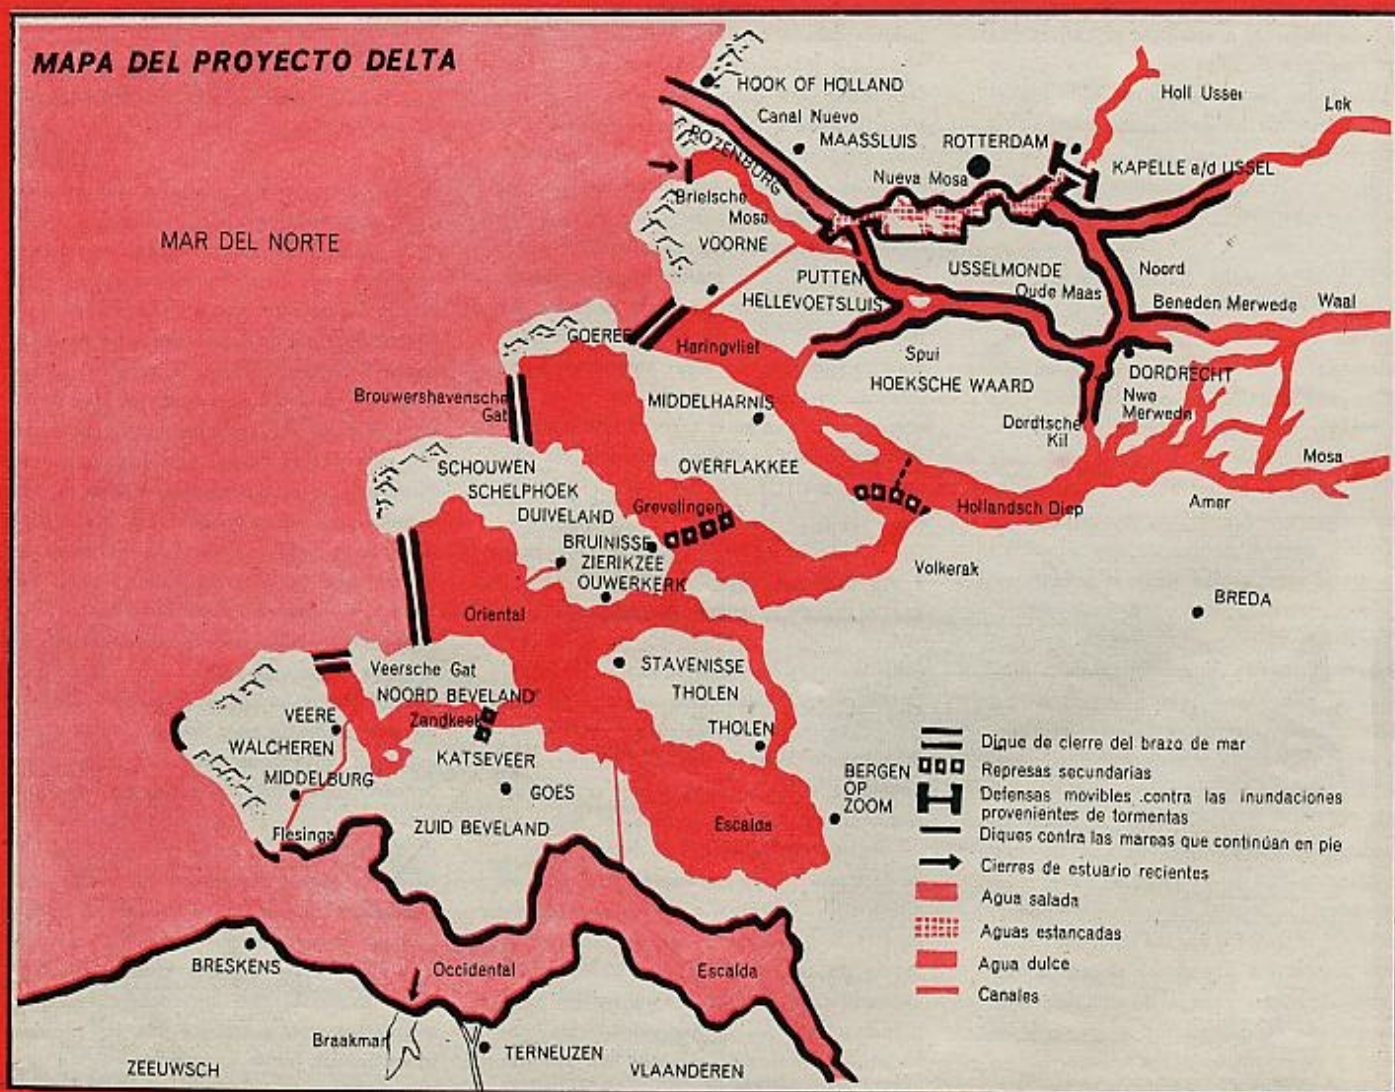 MAPA DEL PROYECTO DELTA
HOOK OF HOLLAND
Holl Ussel
Lek
Canal Nuevo
MAASSLUIS
ROTTERDAM
ROZENBURG
KAPELLE a/d USSEL
Nueva Mosa
Brielsche
Mosa
MAR DEL NORTE
VOORNE
PUTTEN
USSELMONDE
Noord
Oude Maas
HELLEVOETSLUIS
Beneden Merwede
Waal
GOEREE
Haringvliet
Spui
DORDRECHT
HOEKSCHE WAARD
Brouwershavensche
Gat
MIDDELHARNIS
Nwe
Merwede
Dordtsche
Kil
SCHOUWEN
OVERFLAKKEE
Mosa
SCHELPHOEK
Grevelingen
Hollandsch Diep
Amer
DUIVELAND
BRUINISSE
ZIERIKZEE
OUWERKERK
Volkerak
BREDA
Oriental
Veersche Gat
STAVENISSE
NOORD BEVELAND
THOLEN
VEERE
Zandkeek
THOLEN
WALCHEREN
KATSEVEER
MIDDELBURG
GOES
BERGEN
OP
ZOOM
Flesinga
ZUID BEVELAND
Escalda
Dique de cierre del brazo de mar
Represas secundarias
Defensas movibles contra las inundaciones
provenientes de tormentas
Diques contra las mareas que continúan en pie
Cierres de estuario recientes
Agua salada
Aguas estancadas
Agua dulce
Canales
BRESKENS
Occidental
Escalda
Braakman
TERNEUZEN
ZEEUWSCH
VLAANDEREN